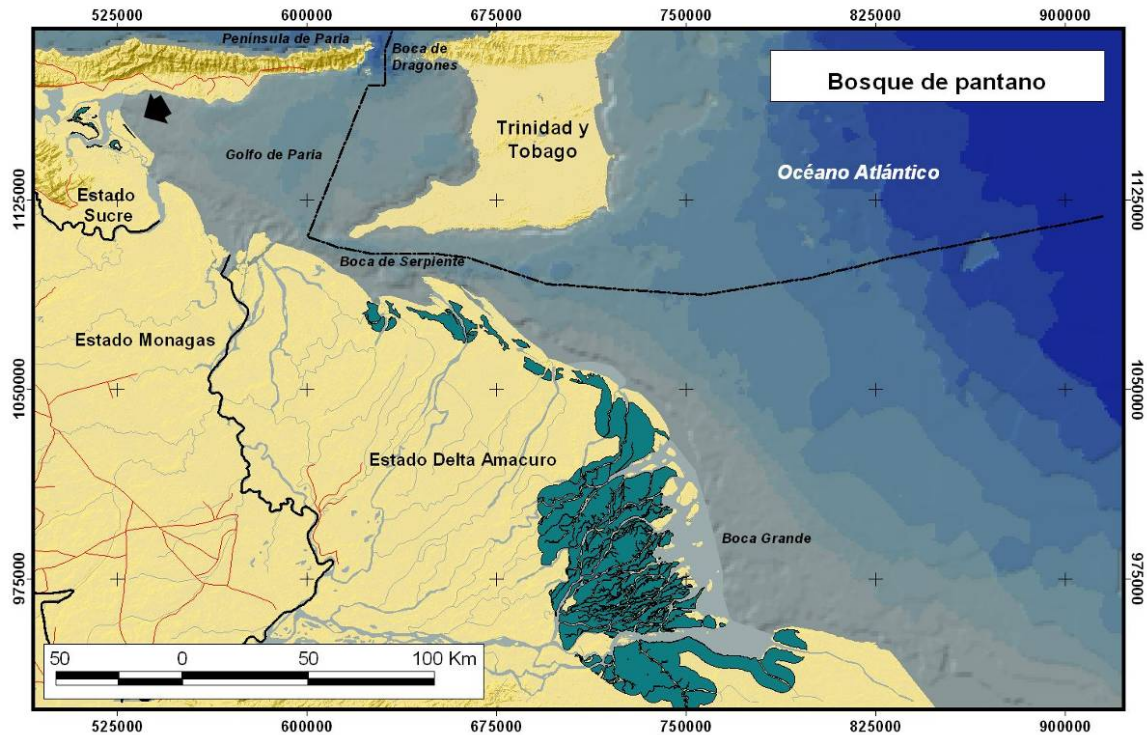 525000 600000 675000 750000 825000 900000
Península de Paria
Boca de
Dragones
Bosque de pantano
Golfo de Paria
Trinidad y
Tobago
Océano Atlántico
Estado
Sucre
1125000 1125000
Boca de Serpiente
Estado Monagas
1050000 1050000
Estado Delta Amacuro
Boca Grande
975000 975000
50 0 50 100 Km
525000 600000 675000 750000 825000 900000